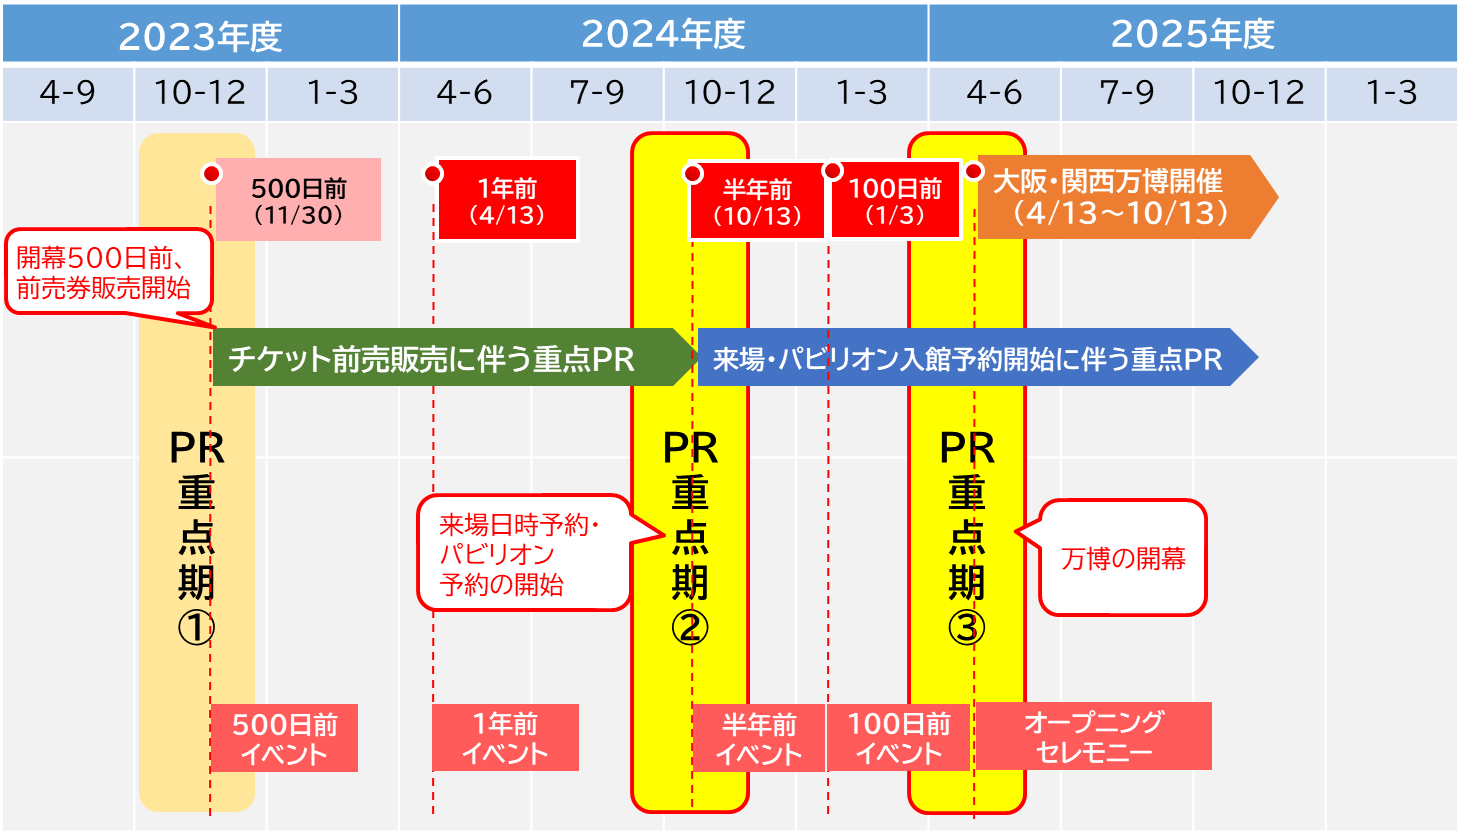 2023年度
2024年度
2025年度
4-9
10-12
1-3
4-6
7-9
10-12
1-3
4-6
7-9
10-12
1-3
500日前
(11/30)
1年前
(4/13)
半年前
(10/13)
100日前
(1/3)
大阪・関西万博開催
(4/13～10/13)
開幕500日前、
前売券販売開始
チケット前売販売に伴う重点PR
来場・パビリオン入館予約開始に伴う重点PR
PR
重
点
期
①
PR
重
点
期
②
PR
重
点
期
③
来場日時予約・
パビリオン
予約の開始
万博の開幕
500日前
イベント
1年前
イベント
半年前
イベント
100日前
イベント
オープニング
セレモニー